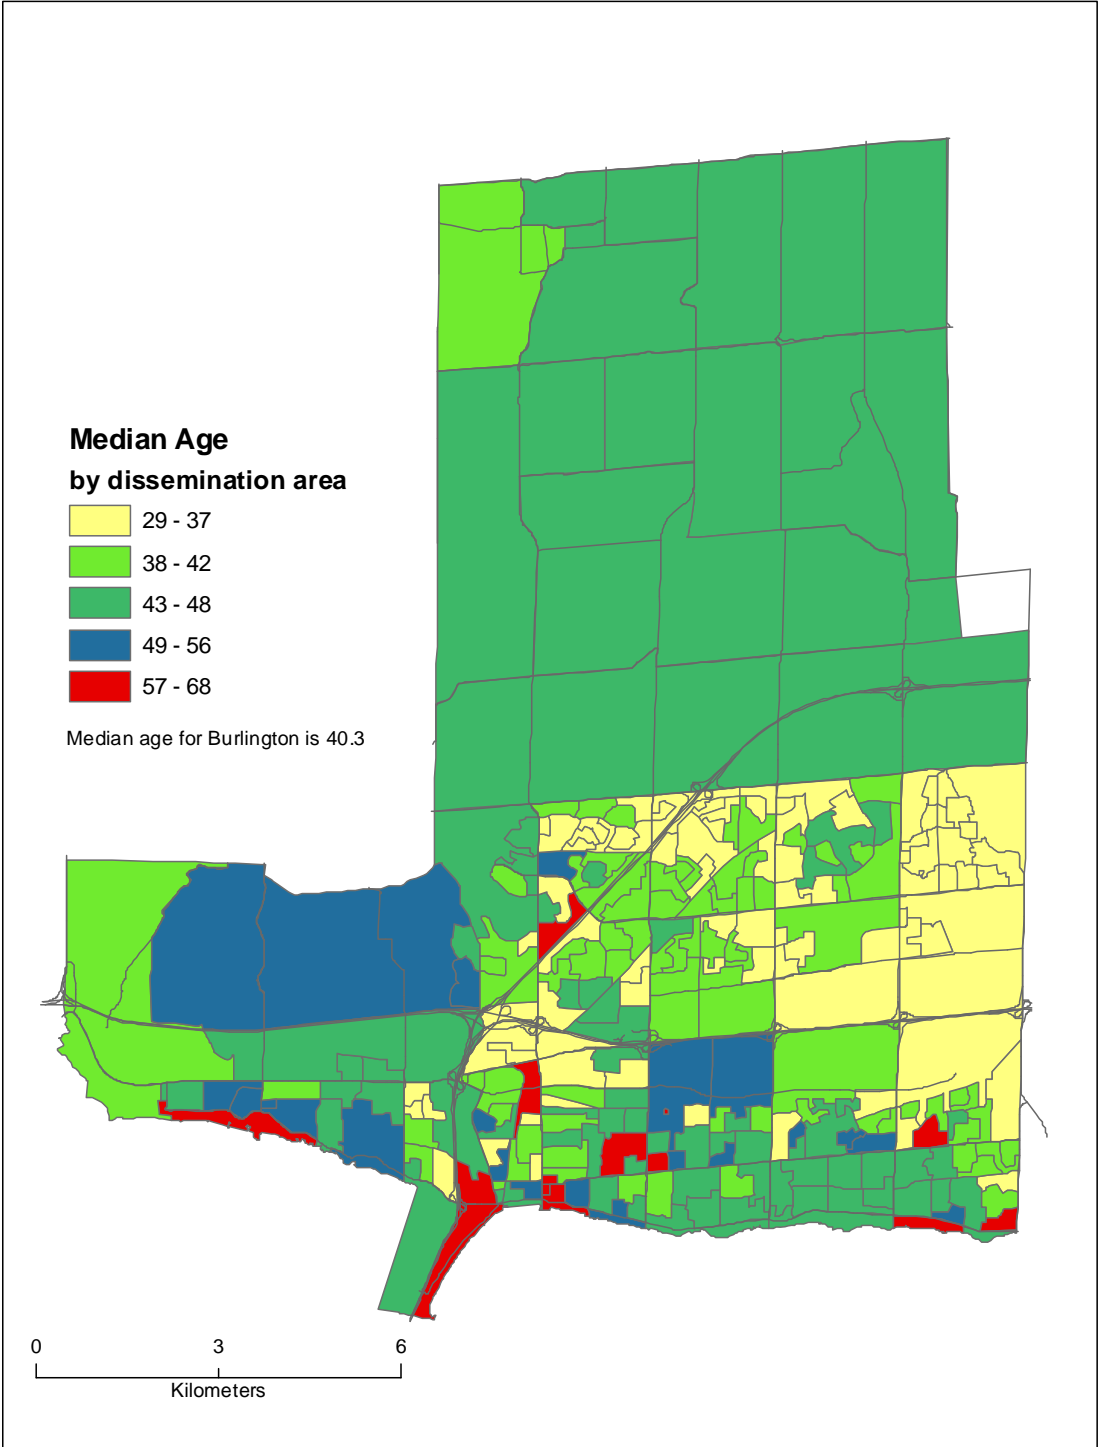 Median Age
by dissemination area
29 - 37
38 - 42
43 - 48
49 - 56
57 - 68
Median age for Burlington is 40.3
0 3 6
Kilometers